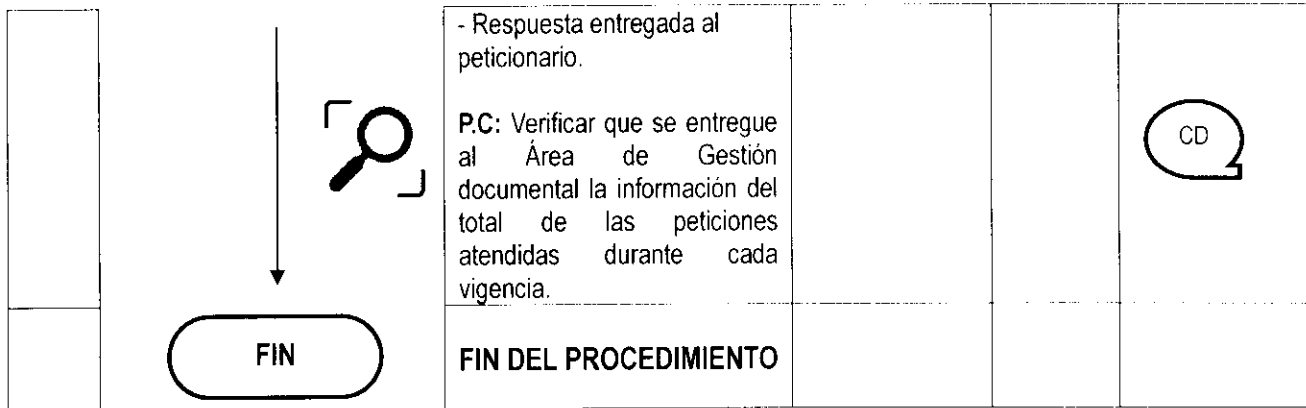 - Respuesta entregada al
peticionario.
P.C: Verificar que se entregue
al Área de Gestión
documental la información del
total de las peticiones
atendidas durante cada
vigencia.
CD
FIN
FIN DEL PROCEDIMIENTO